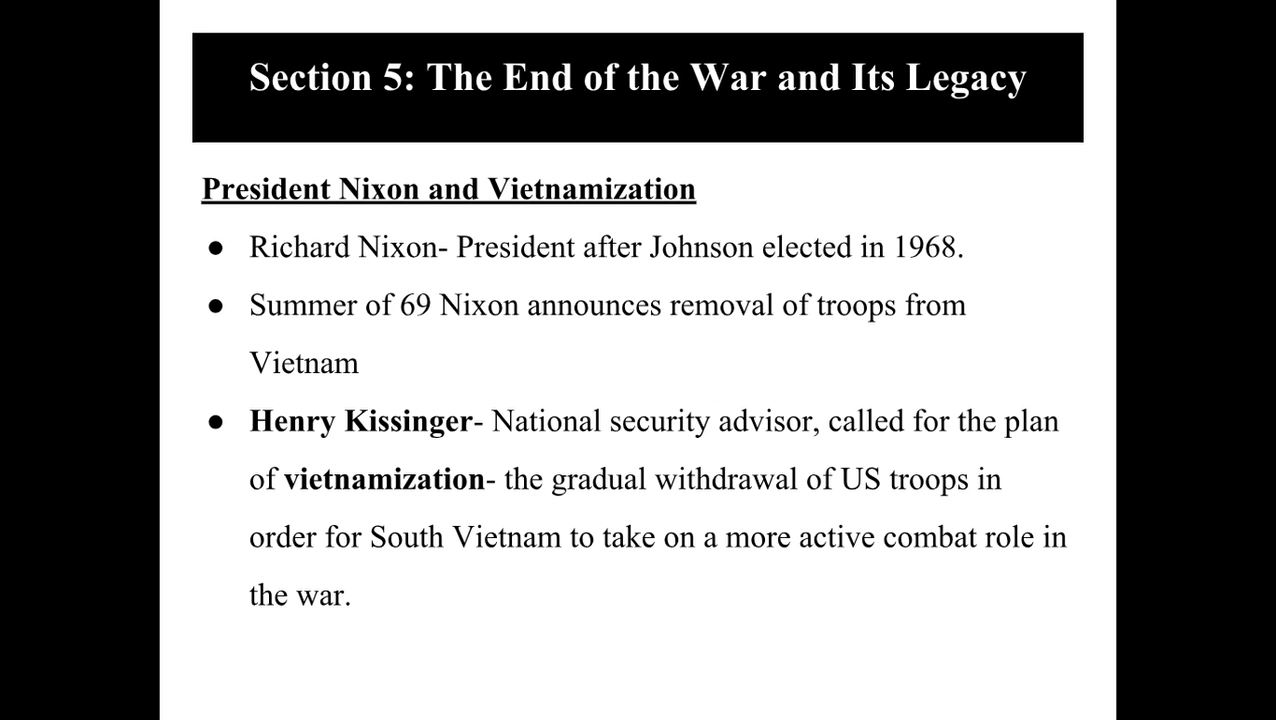 Section 5: The End of the War and Its Legacy
President Nixon and Vietnamization
● Richard Nixon- President after Johnson elected in 1968.
● Summer of 69 Nixon announces removal of troops from
Vietnam
● Henry Kissinger- National security advisor, called for the plan
of vietnamization- the gradual withdrawal of US troops in
order for South Vietnam to take on a more active combat role in
the war.